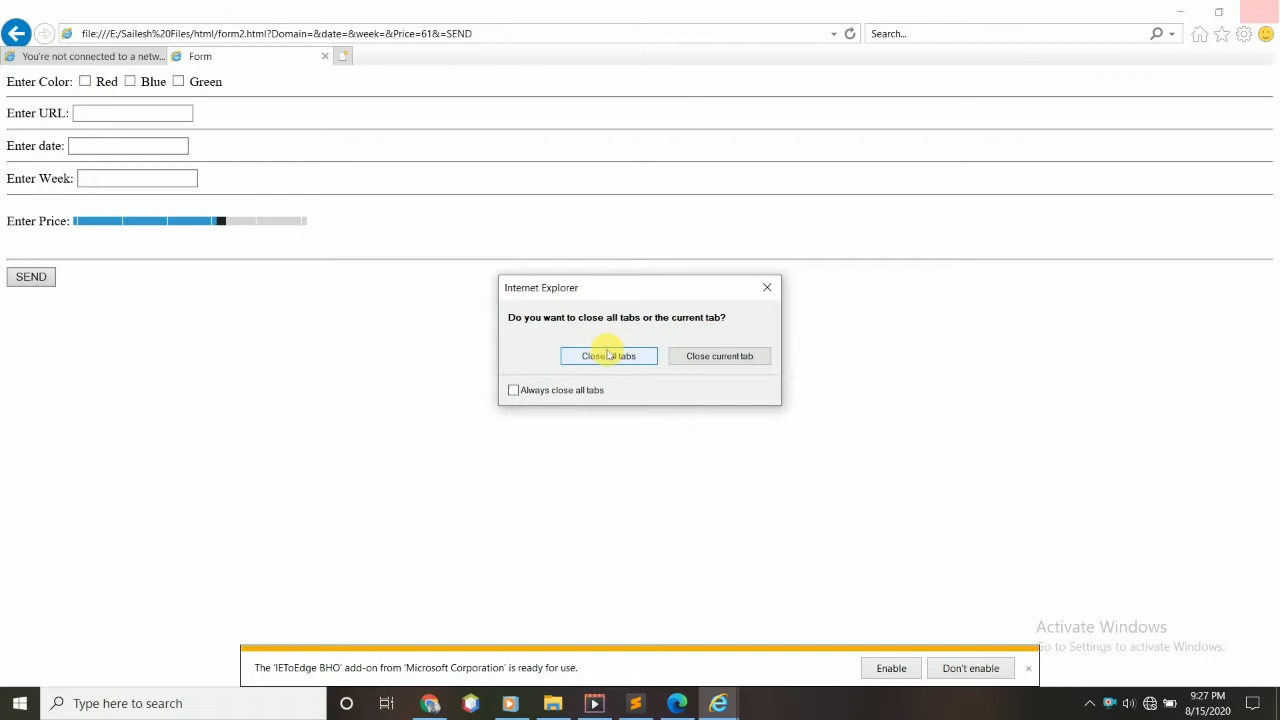 file:///E:/Sailesh%20Files/html/form2.html?Domain=&date=&week=&Price=61&=SEND
Search...
You're not connected to a netw...
Form
Enter Color: Red Blue Green
Enter URL:
Enter date:
Enter Week:
Enter Price:
SEND
Internet Explorer
Do you want to close all tabs or the current tab?
Close all tabs Close current tab
Always close all tabs
Activate Windows
Go to Settings to activate Windows.
The 'IEToEdge BHO' add-on from 'Microsoft Corporation' is ready for use. Enable Don't enable
Type here to search
9:27 PM
8/15/2020